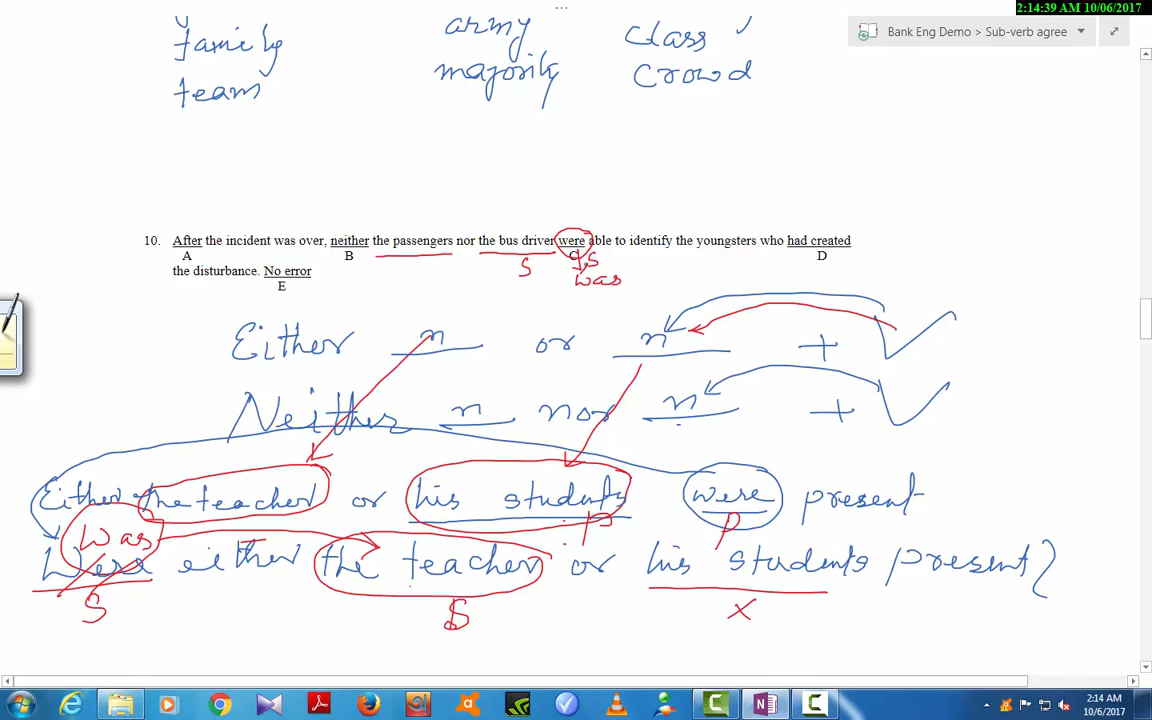 2:14:39 AM 10/06/2017
Bank Eng Demo > Sub-verb agree
family army class
team majority crowd
10. After the incident was over, neither the passengers nor the bus driver were able to identify the youngsters who had created
A B C D
S S
the disturbance. No error was
E
Either n or n +
Neither n nor n +
Either the teacher or his students were present
P P
was
Were either the teacher or his students present?
S S X
2:14 AM
10/6/2017